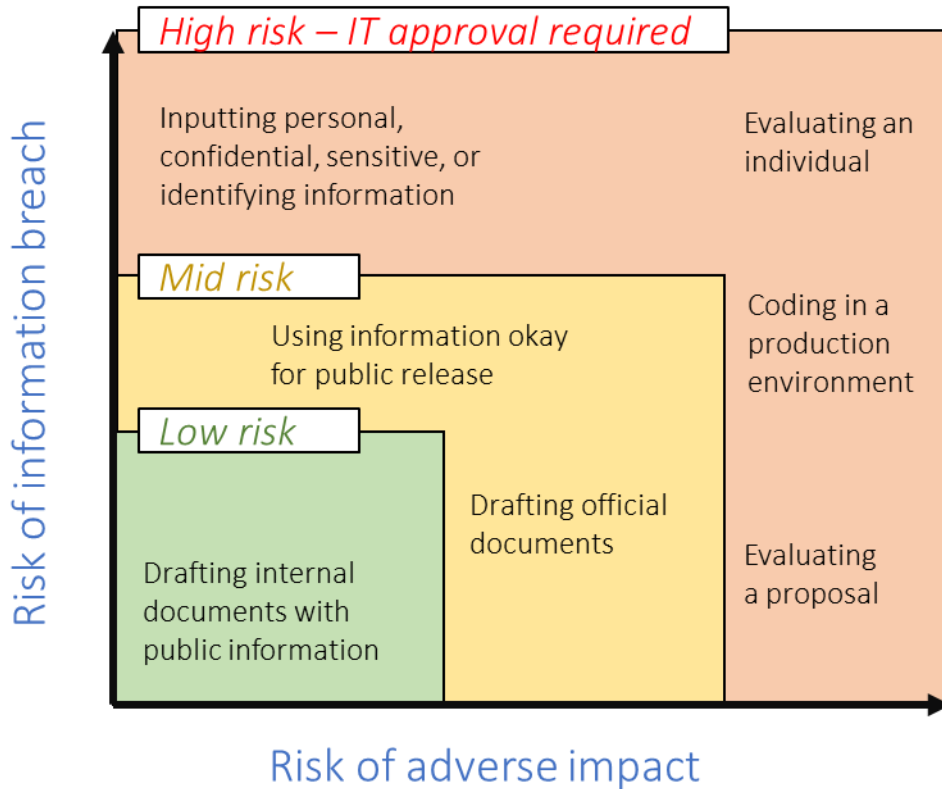 High risk – IT approval required
Inputting personal,
confidential, sensitive, or
identifying information
Evaluating an
individual
Mid risk
Using information okay
for public release
Coding in a
production
environment
Low risk
Drafting internal
documents with
public information
Drafting official
documents
Evaluating
a proposal
Risk of information breach
Risk of adverse impact